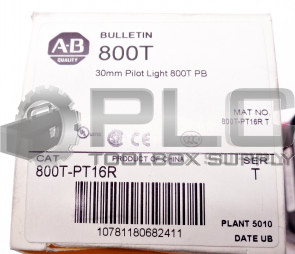 A-B
QUALITY
BULLETIN
800T
30mm Pilot Light 800T PB
MAT NO.
800T-PT16R T
PLC
TOOLBOX SUPPLY
PRODUCT OF CHINA
CAT
SER
800T-PT16R
T
10781180682411
PLANT 5010
DATE UB